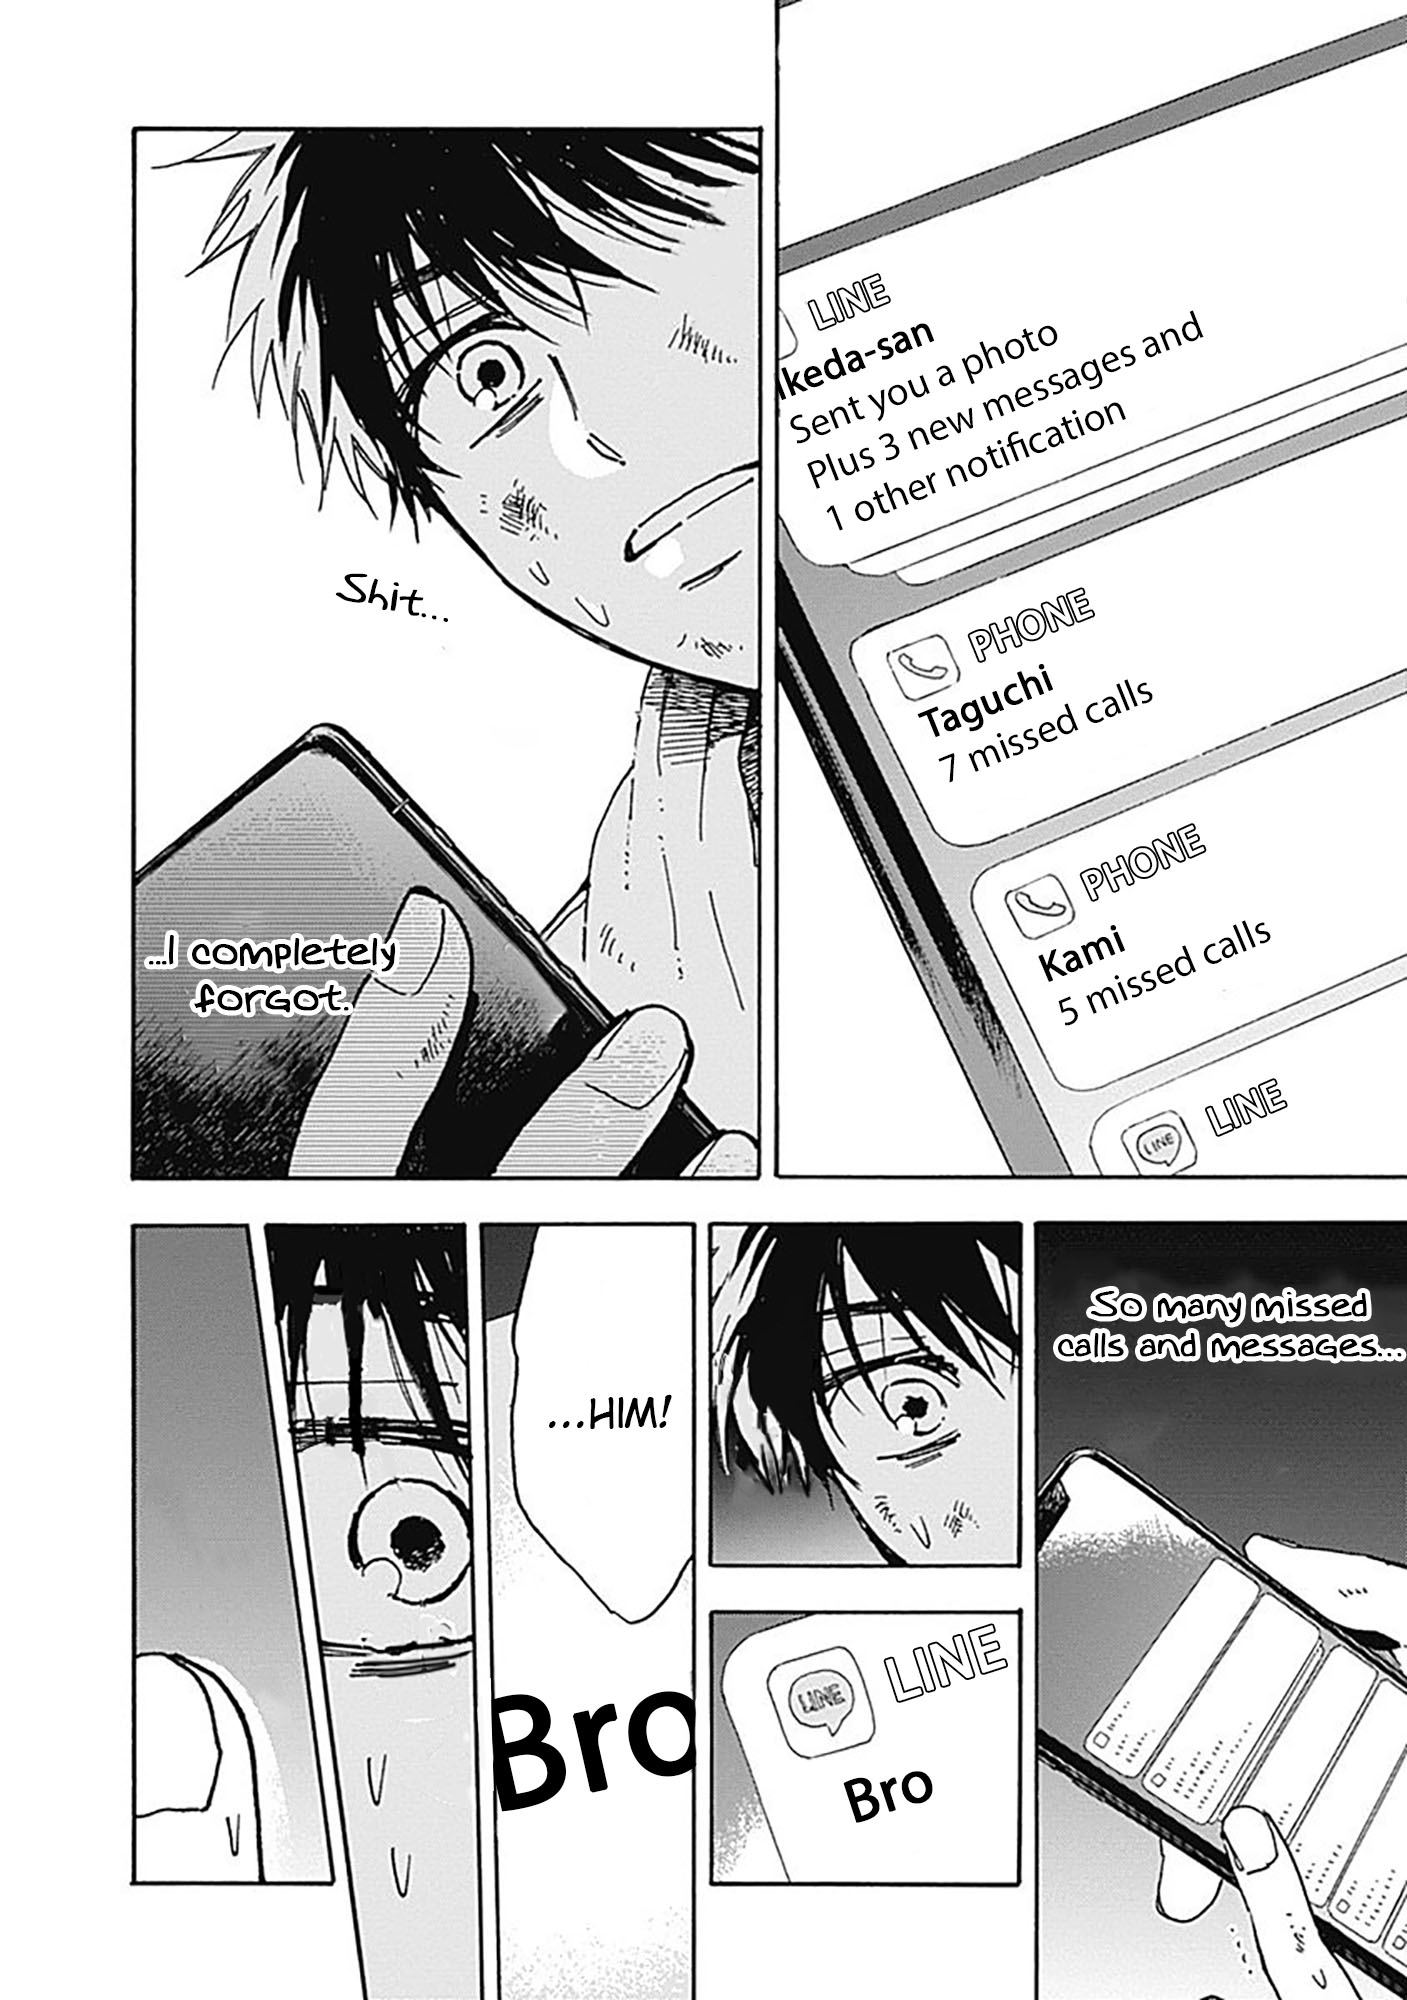 LINE
Ikeda-san
Sent you a photo
Plus 3 new messages and
1 other notification
PHONE
Taguchi
7 missed calls
PHONE
Kami
5 missed calls
LINE
LINE
Shit...
...I completely
forgot.
So many missed
calls and messages...
LINE
LINE
Bro
...HIM!
Bro